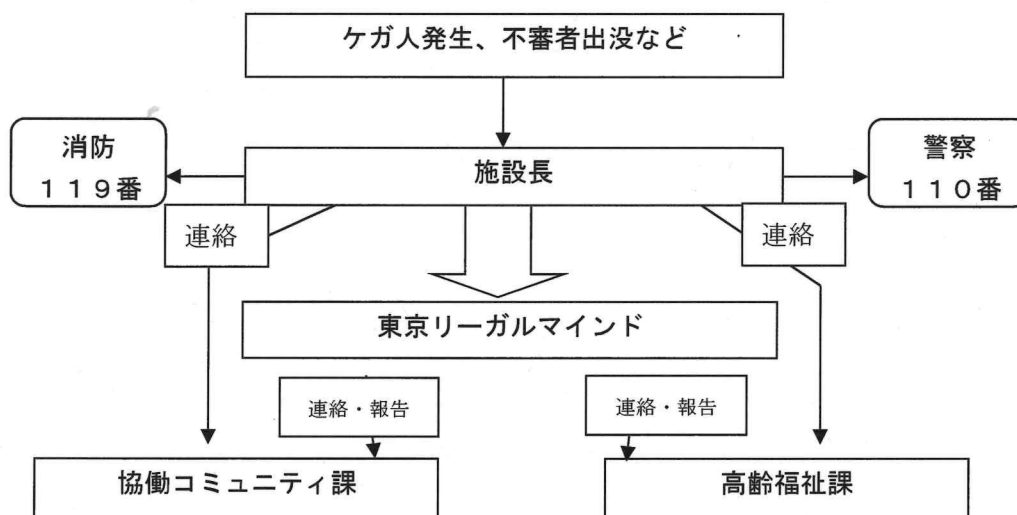 ケガ人発生、不審者出没など
消防
１１９番
施設長
警察
１１０番
連絡
連絡
東京リーガルマインド
連絡・報告
連絡・報告
協働コミュニティ課
高齢福祉課